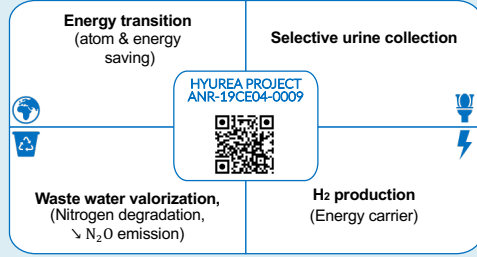 Energy transition
(atom & energy
saving)
Selective urine collection
HYUREA PROJECT
ANR-19CE04-0009
Waste water valorization,
(Nitrogen degradation,
↘ N₂O emission)
H₂ production
(Energy carrier)